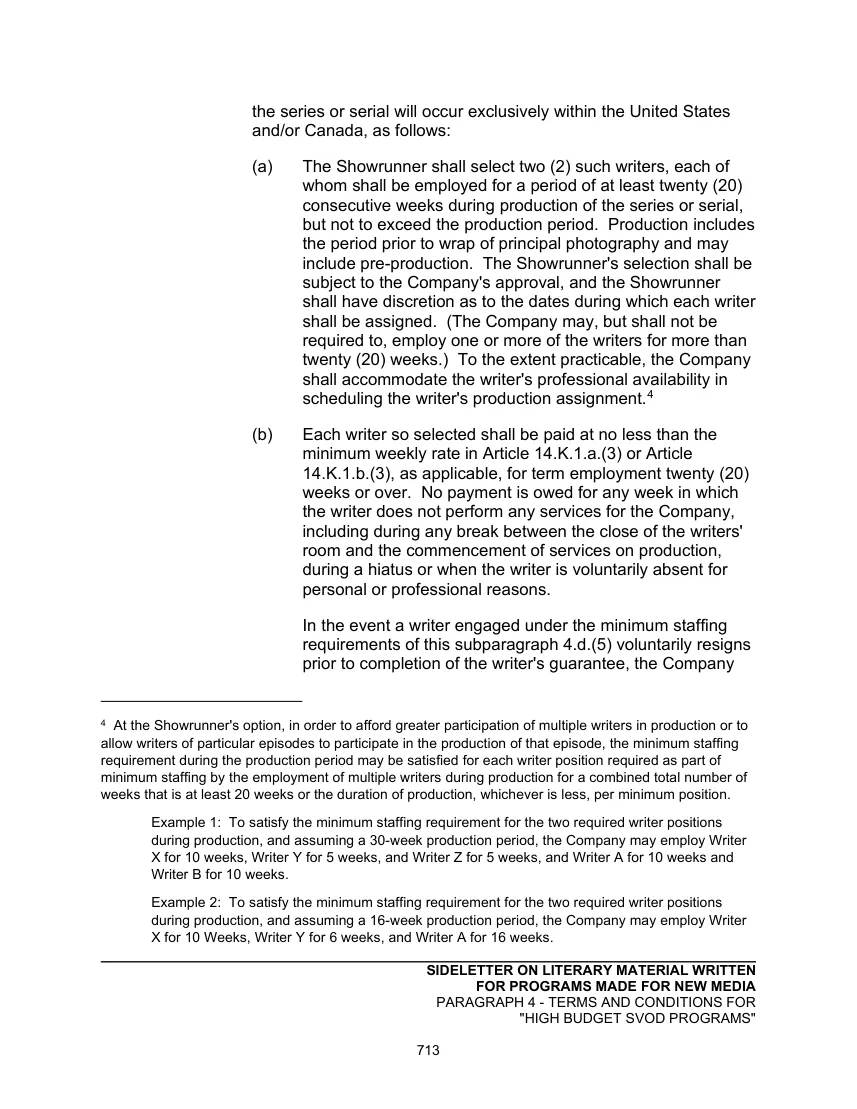 the series or serial will occur exclusively within the United States
and/or Canada, as follows:
(a) The Showrunner shall select two (2) such writers, each of
whom shall be employed for a period of at least twenty (20)
consecutive weeks during production of the series or serial,
but not to exceed the production period.  Production includes
the period prior to wrap of principal photography and may
include pre-production.  The Showrunner's selection shall be
subject to the Company's approval, and the Showrunner
shall have discretion as to the dates during which each writer
shall be assigned.  (The Company may, but shall not be
required to, employ one or more of the writers for more than
twenty (20) weeks.)  To the extent practicable, the Company
shall accommodate the writer's professional availability in
scheduling the writer's production assignment.4
(b) Each writer so selected shall be paid at no less than the
minimum weekly rate in Article 14.K.1.a.(3) or Article
14.K.1.b.(3), as applicable, for term employment twenty (20)
weeks or over.  No payment is owed for any week in which
the writer does not perform any services for the Company,
including during any break between the close of the writers'
room and the commencement of services on production,
during a hiatus or when the writer is voluntarily absent for
personal or professional reasons.
In the event a writer engaged under the minimum staffing
requirements of this subparagraph 4.d.(5) voluntarily resigns
prior to completion of the writer's guarantee, the Company
4  At the Showrunner's option, in order to afford greater participation of multiple writers in production or to
allow writers of particular episodes to participate in the production of that episode, the minimum staffing
requirement during the production period may be satisfied for each writer position required as part of
minimum staffing by the employment of multiple writers during production for a combined total number of
weeks that is at least 20 weeks or the duration of production, whichever is less, per minimum position.
Example 1:  To satisfy the minimum staffing requirement for the two required writer positions
during production, and assuming a 30-week production period, the Company may employ Writer
X for 10 weeks, Writer Y for 5 weeks, and Writer Z for 5 weeks, and Writer A for 10 weeks and
Writer B for 10 weeks.
Example 2:  To satisfy the minimum staffing requirement for the two required writer positions
during production, and assuming a 16-week production period, the Company may employ Writer
X for 10 Weeks, Writer Y for 6 weeks, and Writer A for 16 weeks.
SIDELETTER ON LITERARY MATERIAL WRITTEN
FOR PROGRAMS MADE FOR NEW MEDIA
PARAGRAPH 4 - TERMS AND CONDITIONS FOR
"HIGH BUDGET SVOD PROGRAMS"
713